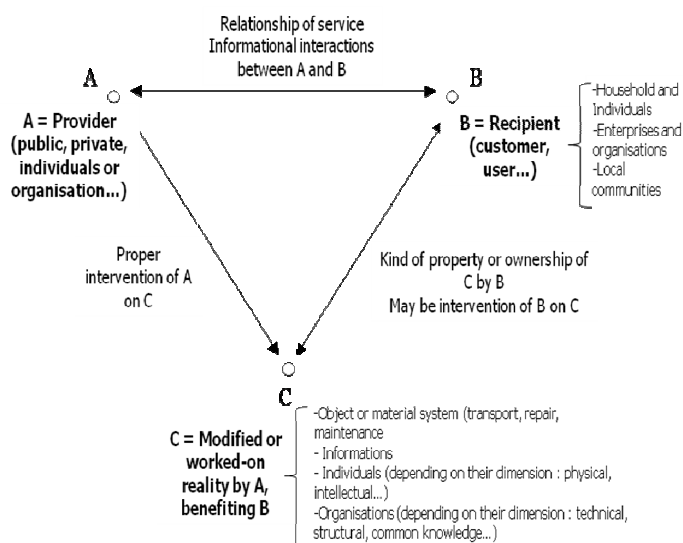 Relationship of service
Informational interactions
between A and B
A
B
A = Provider
(public, private,
individuals or
organisation...)
B = Recipient
(customer,
user...)
-Household and
Individuals
-Enterprises and
organisations
-Local
communities
Proper
intervention of A
on C
Kind of property or ownership of
C by B
May be intervention of B on C
C
C = Modified or
worked-on
reality by A,
benefiting B
-Object or material system (transport, repair,
maintenance
- Informations
- Individuals (depending on their dimension : physical,
intellectual...)
-Organisations (depending on their dimension : technical,
structural, common knowledge...)